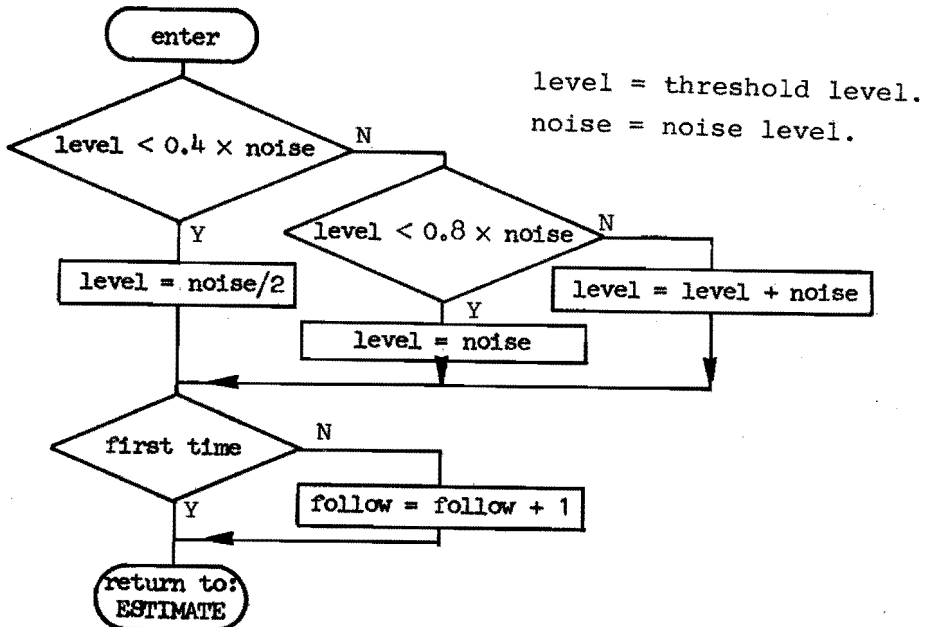 enter
level = threshold level.
noise = noise level.
level < 0.4 × noise
N
Y
level < 0.8 × noise
N
Y
level = noise/2
level = level + noise
level = noise
first time
N
Y
follow = follow + 1
return to:
ESTIMATE